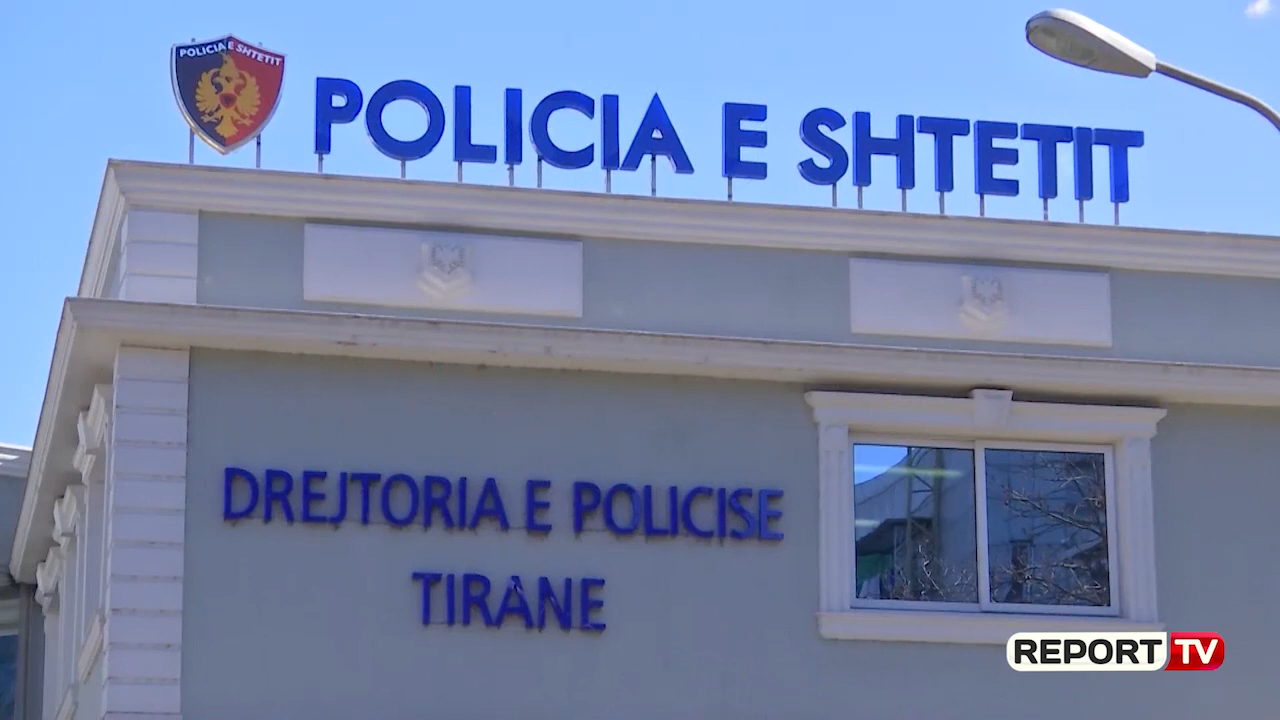 POLICIA E SHTETIT
POLICIA E SHTETIT
DREJTORIA E POLICISE
TIRANE
REPORT TV